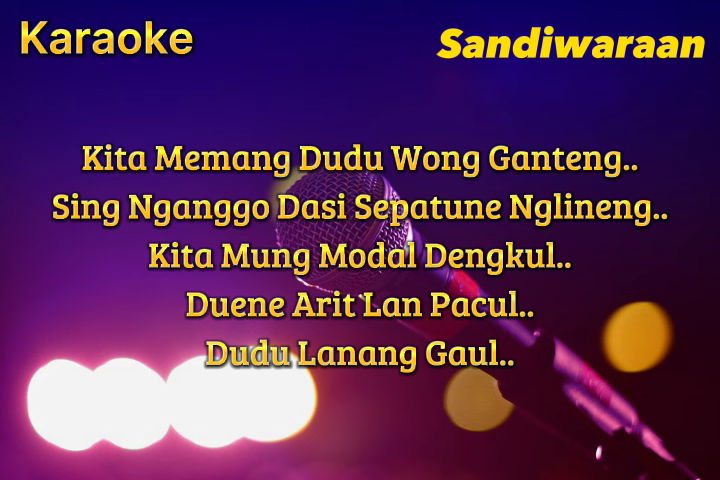 Karaoke
Sandiwaraan
Kita Memang Dudu Wong Ganteng..
Sing Nganggo Dasi Sepatune Nglineng..
Kita Mung Modal Dengkul..
Duene Arit Lan Pacul..
Dudu Lanang Gaul..